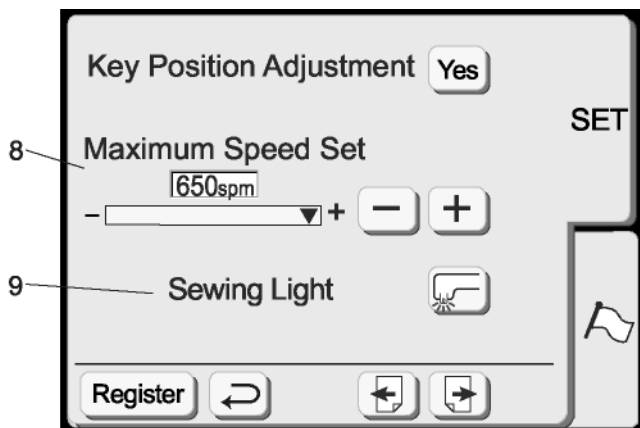 Key Position Adjustment Yes
SET
8
Maximum Speed Set
650spm
- + - +
9
Sewing Light
Register